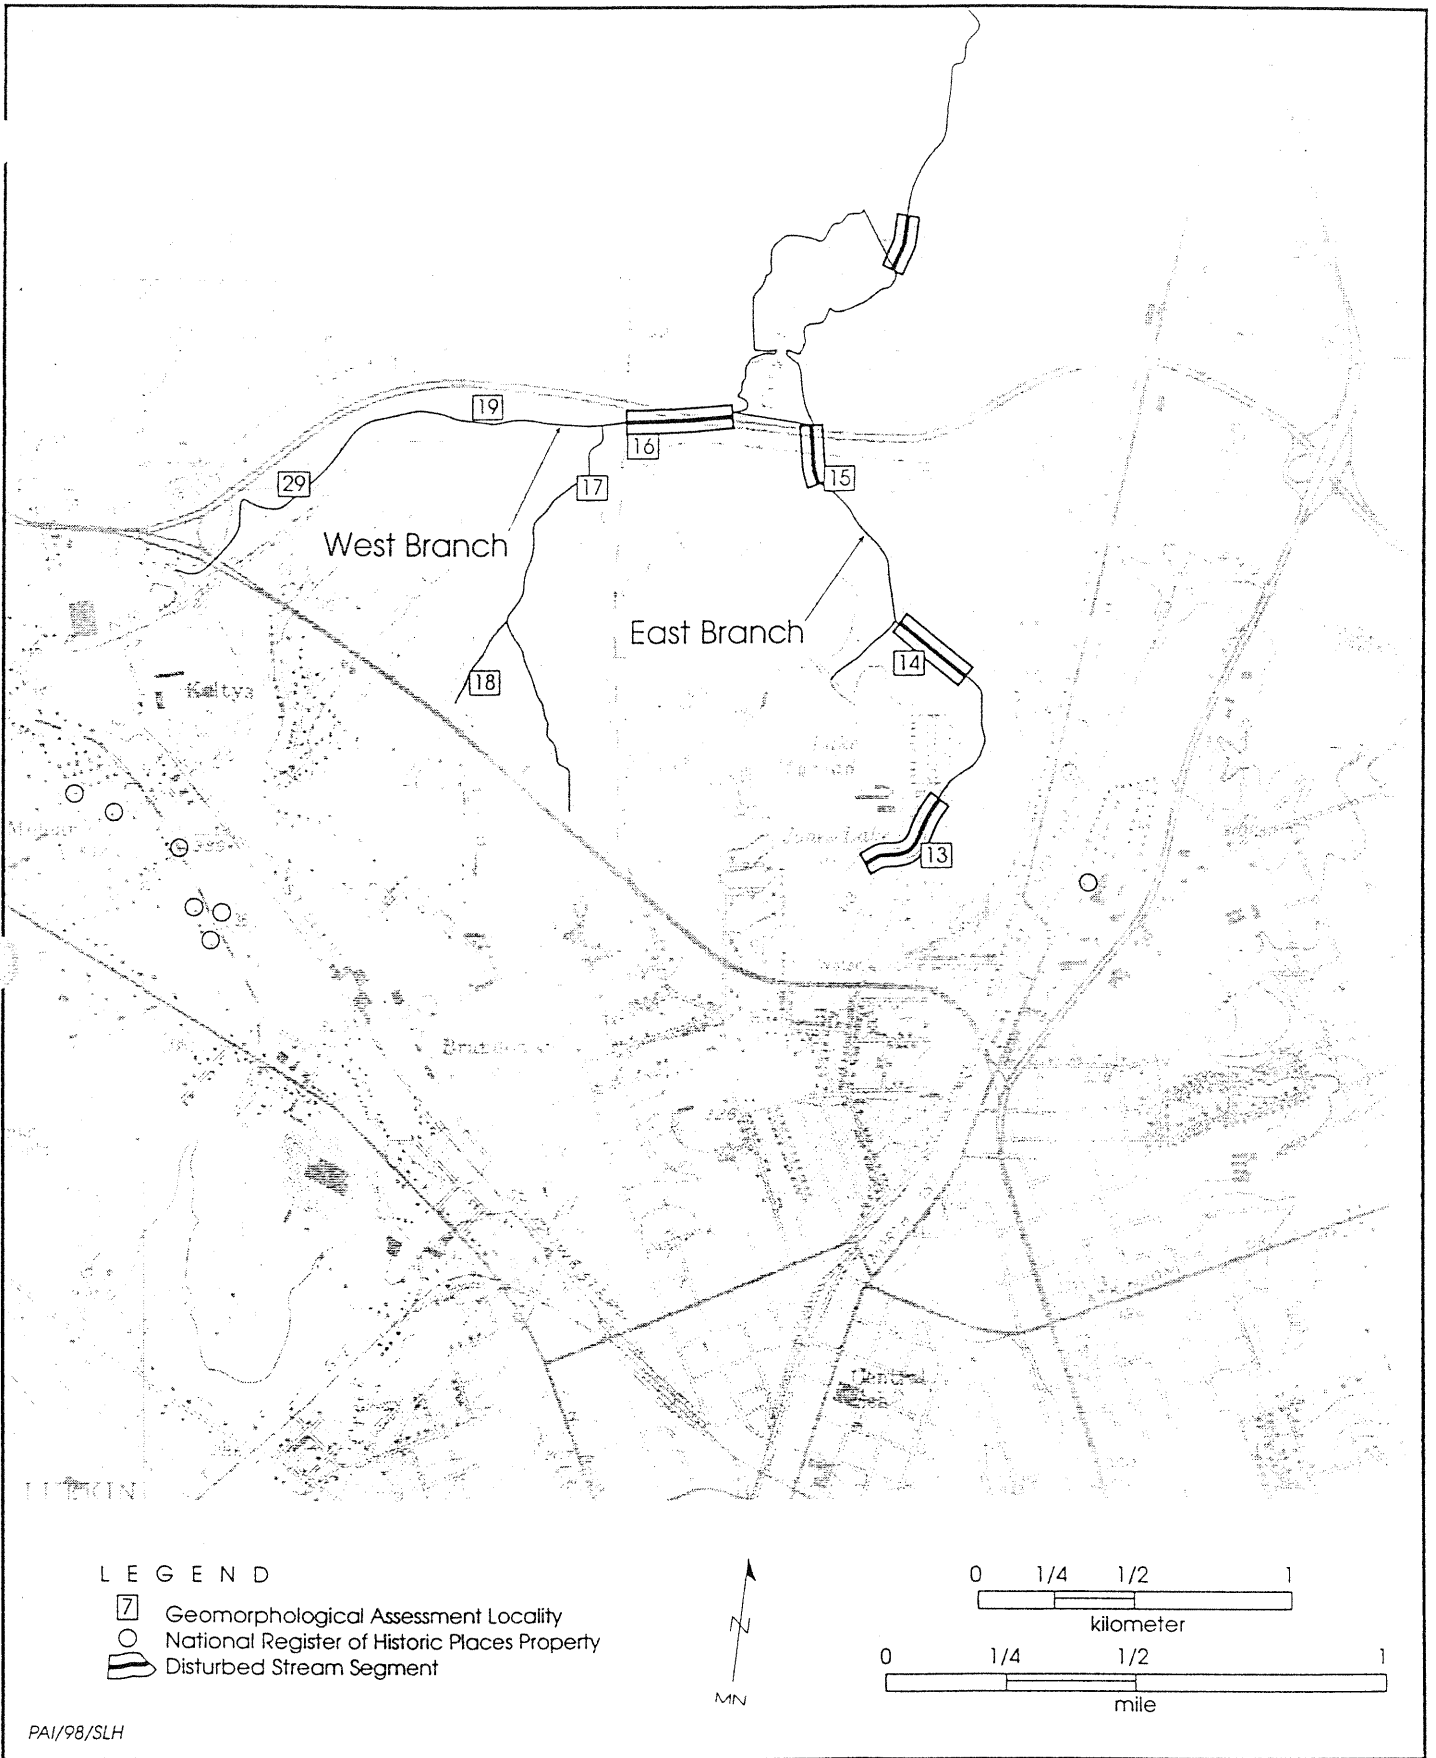 19
16
29
17
15
West Branch
East Branch
14
18
Keltys
13
L E G E N D
7 Geomorphological Assessment Locality
National Register of Historic Places Property
Disturbed Stream Segment
N
MN
0 1/4 1/2 1
kilometer
0 1/4 1/2 1
mile
PAI/98/SLH